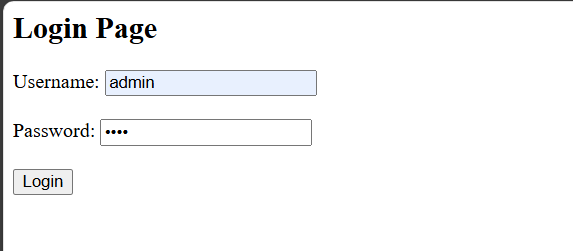 Login Page
Username: admin
Password: ••••
Login